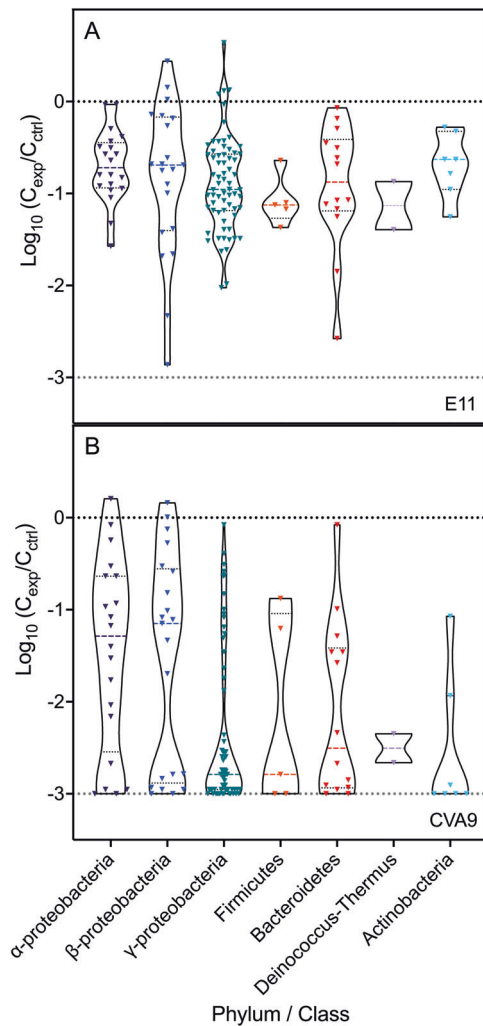 A
Log10 (Cexp/Cctrl)
0
-1
-2
-3
E11
B
Log10 (Cexp/Cctrl)
0
-1
-2
-3
CVA9
α-proteobacteria
β-proteobacteria
γ-proteobacteria
Firmicutes
Bacteroidetes
Deinococcus-Thermus
Actinobacteria
Phylum / Class